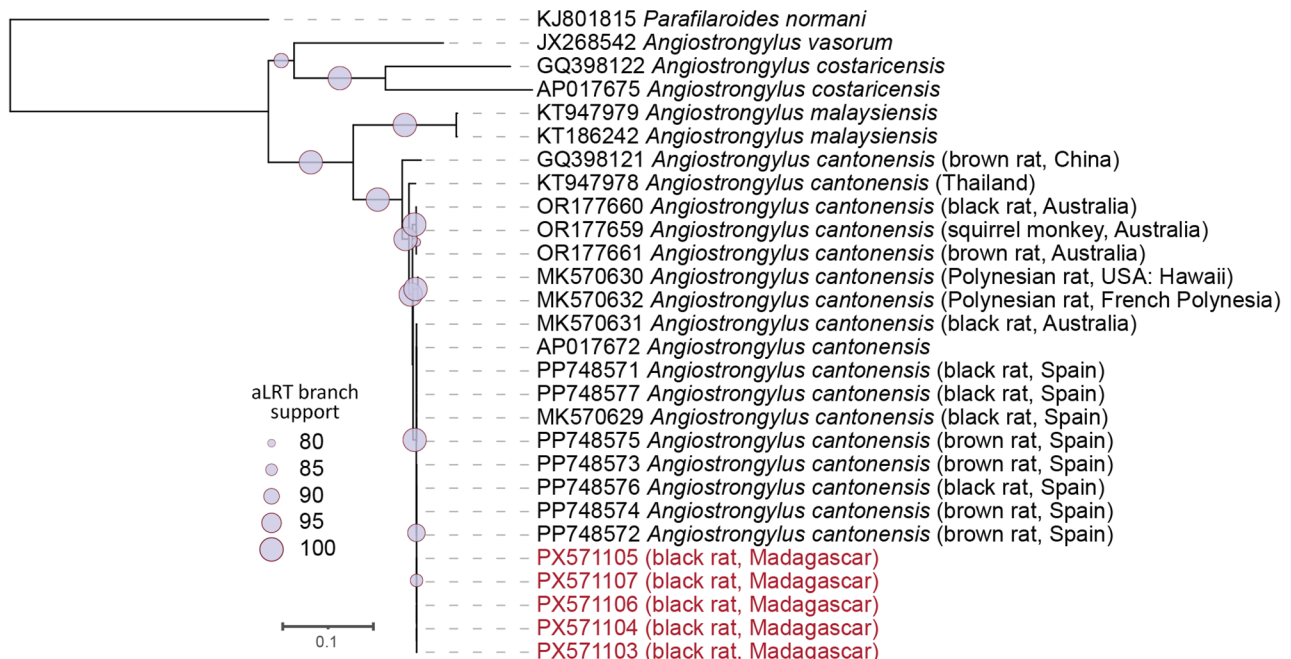 KJ801815 Parafilaroides normani
JX268542 Angiostrongylus vasorum
GQ398122 Angiostrongylus costaricensis
AP017675 Angiostrongylus costaricensis
KT947979 Angiostrongylus malaysiensis
KT186242 Angiostrongylus malaysiensis
GQ398121 Angiostrongylus cantonensis (brown rat, China)
KT947978 Angiostrongylus cantonensis (Thailand)
OR177660 Angiostrongylus cantonensis (black rat, Australia)
OR177659 Angiostrongylus cantonensis (squirrel monkey, Australia)
OR177661 Angiostrongylus cantonensis (brown rat, Australia)
MK570630 Angiostrongylus cantonensis (Polynesian rat, USA: Hawaii)
MK570632 Angiostrongylus cantonensis (Polynesian rat, French Polynesia)
MK570631 Angiostrongylus cantonensis (black rat, Australia)
AP017672 Angiostrongylus cantonensis
PP748571 Angiostrongylus cantonensis (black rat, Spain)
PP748577 Angiostrongylus cantonensis (black rat, Spain)
MK570629 Angiostrongylus cantonensis (black rat, Spain)
PP748575 Angiostrongylus cantonensis (brown rat, Spain)
PP748573 Angiostrongylus cantonensis (brown rat, Spain)
PP748576 Angiostrongylus cantonensis (black rat, Spain)
PP748574 Angiostrongylus cantonensis (brown rat, Spain)
PP748572 Angiostrongylus cantonensis (brown rat, Spain)
PX571105 (black rat, Madagascar)
PX571107 (black rat, Madagascar)
PX571106 (black rat, Madagascar)
PX571104 (black rat, Madagascar)
PX571103 (black rat, Madagascar)
aLRT branch
support
80
85
90
95
100
0.1